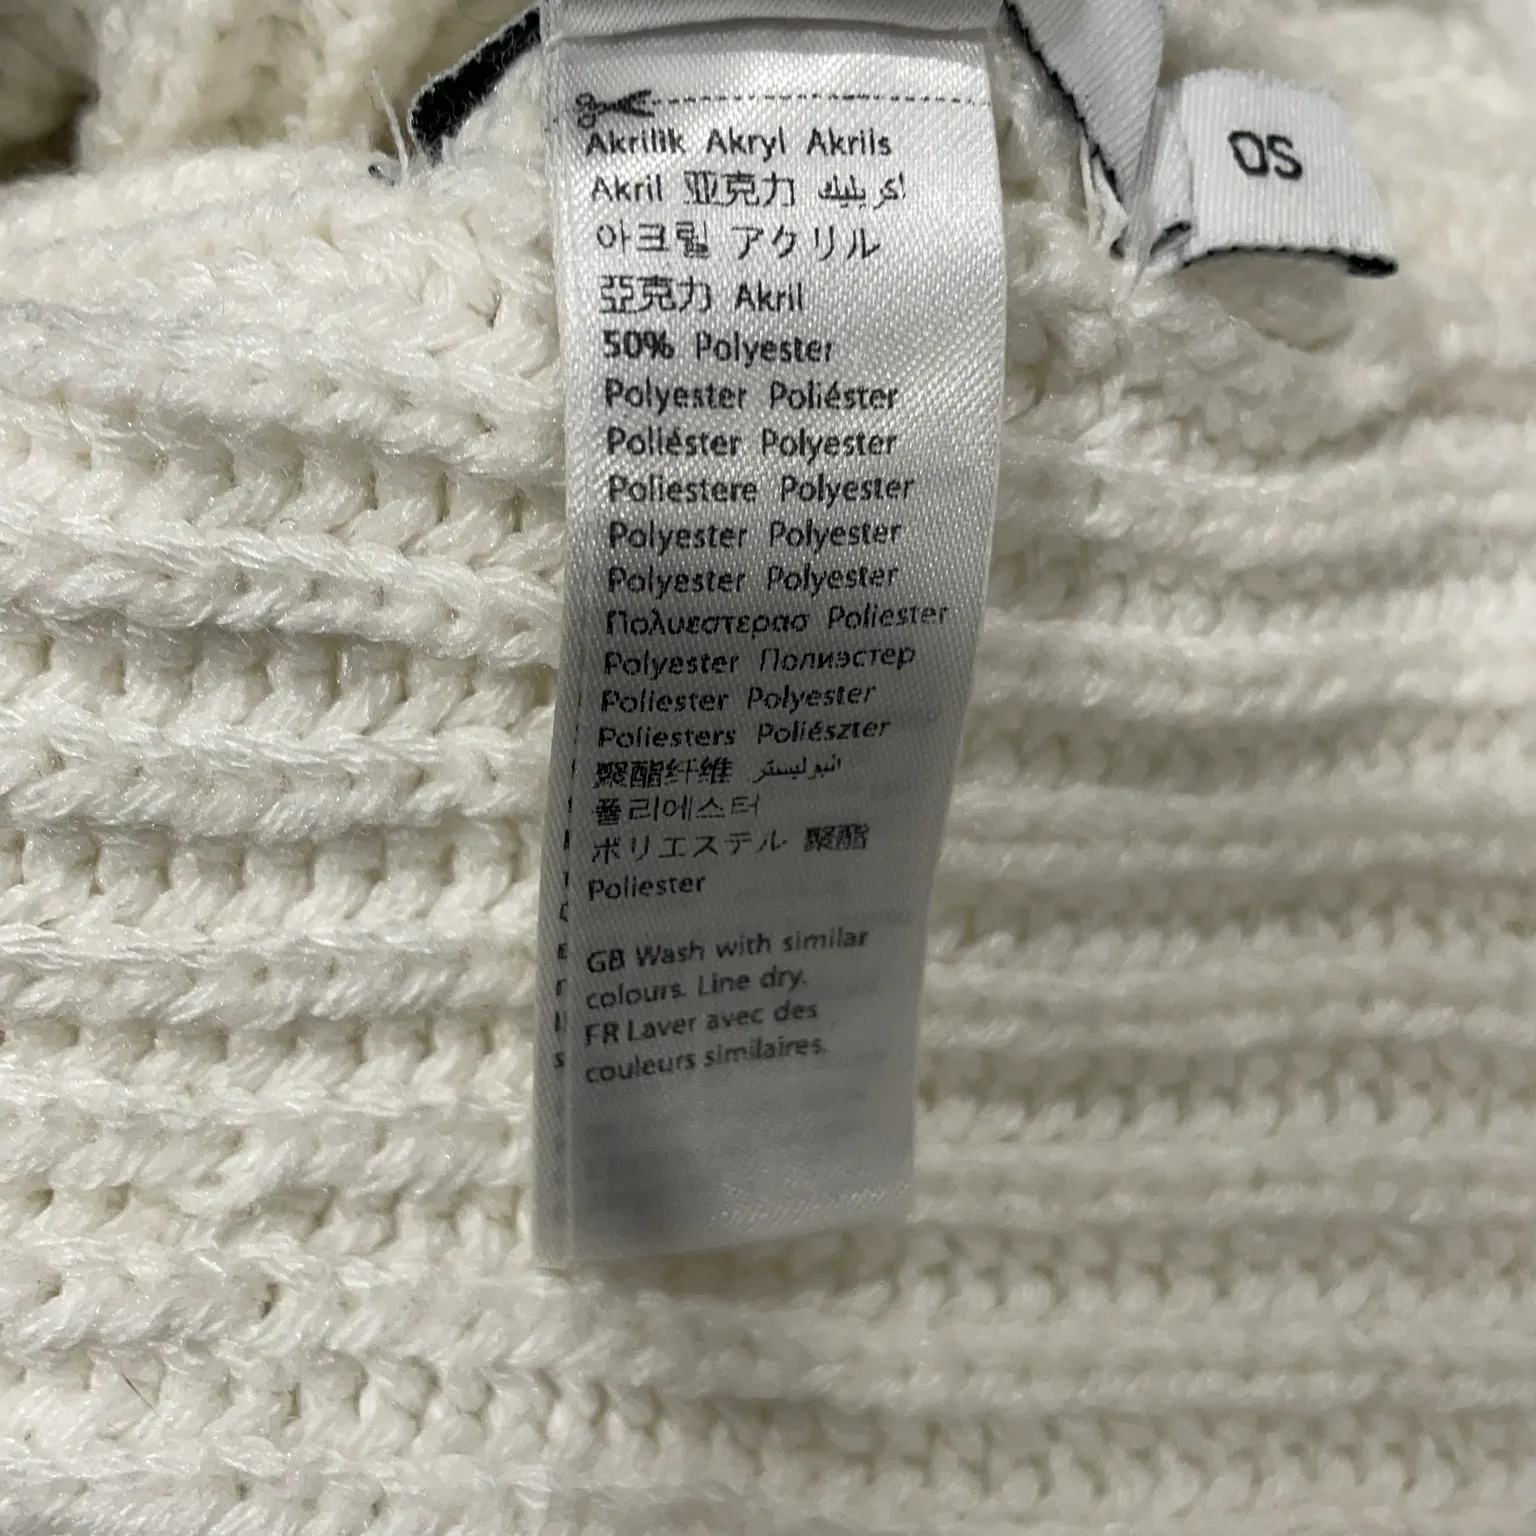 Akrilik Akryl Akrils
Akril 亚克力 اكريليك
아크릴 アクリル
亞克力 Akril
50% Polyester
Polyester Poliéster
Poliéster Polyester
Poliestere Polyester
Polyester Polyester
Polyester Polyester
Πολυεστερασ Poliester
Polyester Полиэстер
Poliester Polyester
Poliesters Poliészter
聚酯纤维
폴리에스터
ポリエステル 聚酯
Poliester
GB Wash with similar
colours. Line dry.
FR Laver avec des
couleurs similaires.
OS